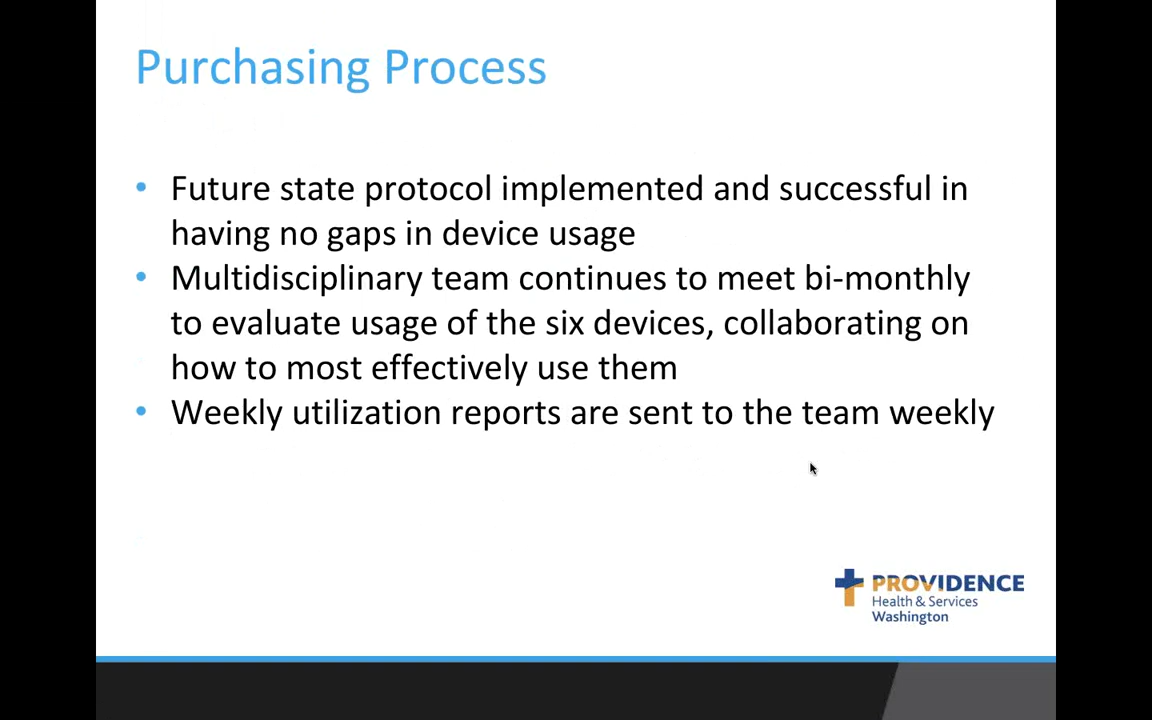 Purchasing Process
• Future state protocol implemented and successful in
having no gaps in device usage
• Multidisciplinary team continues to meet bi-monthly
to evaluate usage of the six devices, collaborating on
how to most effectively use them
• Weekly utilization reports are sent to the team weekly
PROVIDENCE
Health & Services
Washington